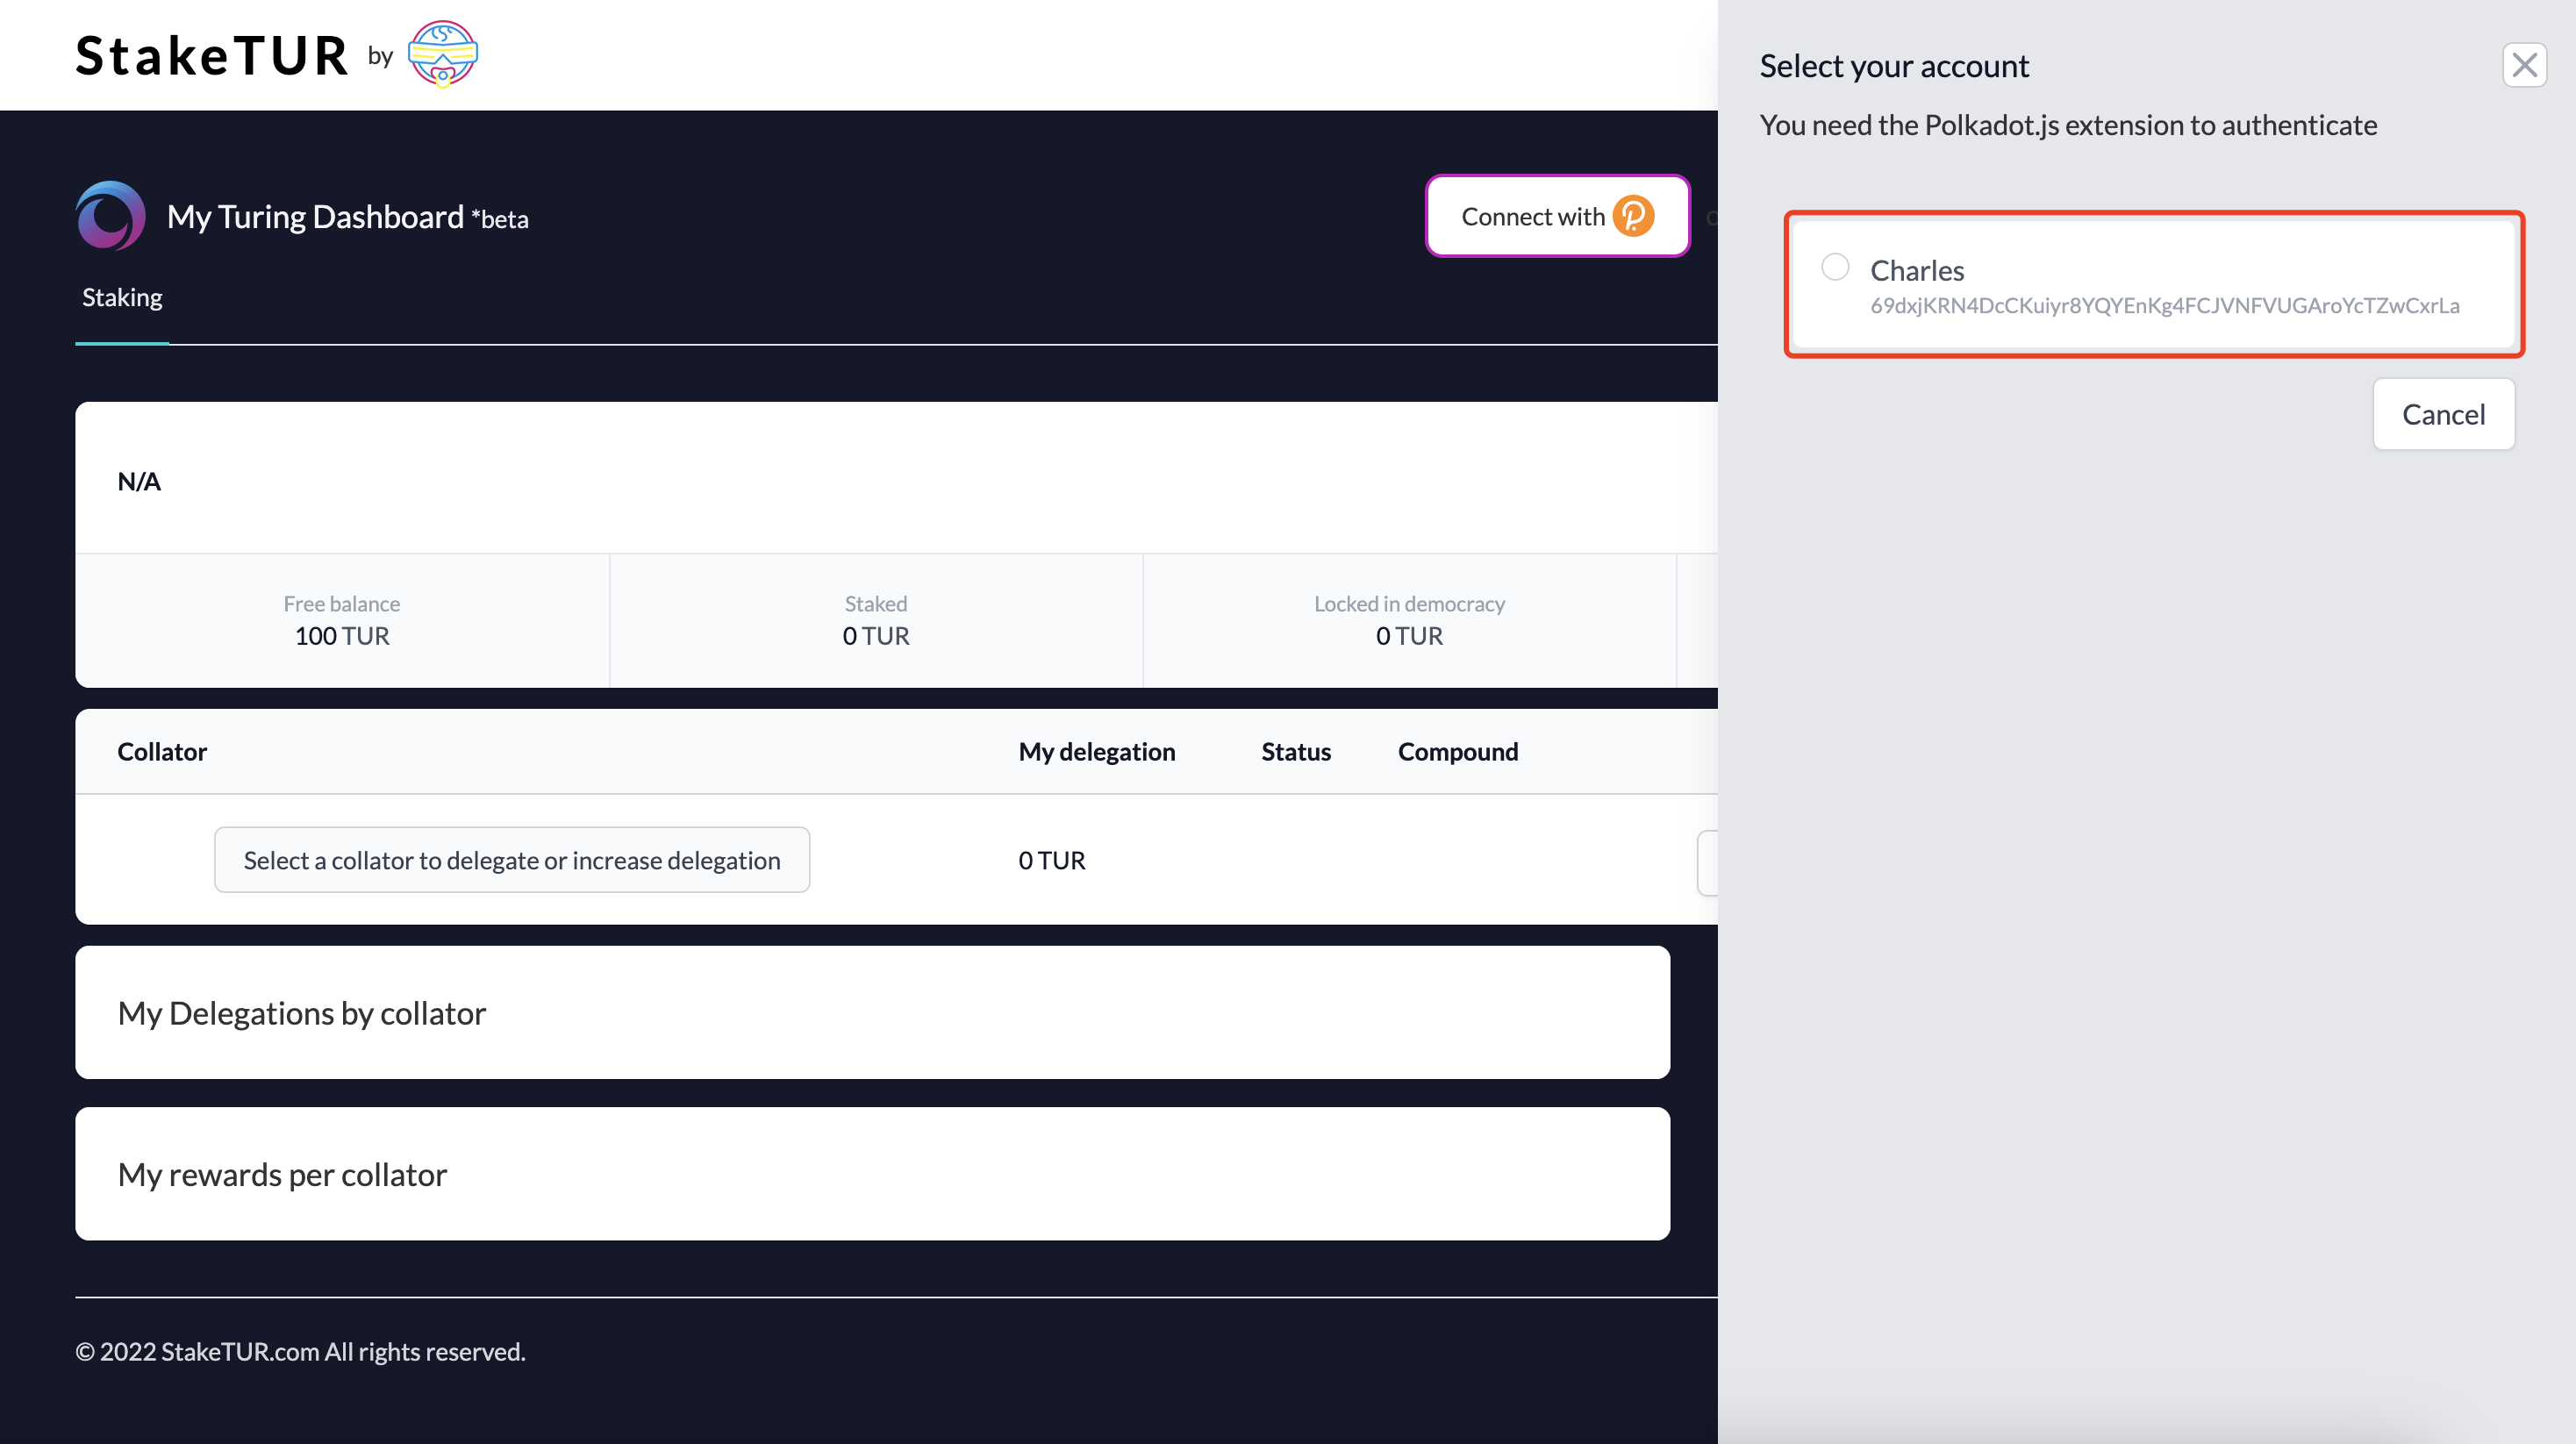 StakeTUR by
My Turing Dashboard *beta
Connect with
Staking
N/A
Free balance
100 TUR
Staked
0 TUR
Locked in democracy
0 TUR
Collator My delegation Status Compound
Select a collator to delegate or increase delegation 0 TUR
My Delegations by collator
My rewards per collator
© 2022 StakeTUR.com All rights reserved.
Select your account
You need the Polkadot.js extension to authenticate
Charles
69dxjKRN4DcCKuiyr8YQYEnKg4FCJVNFVUGAroYcTZwCxrLa
Cancel